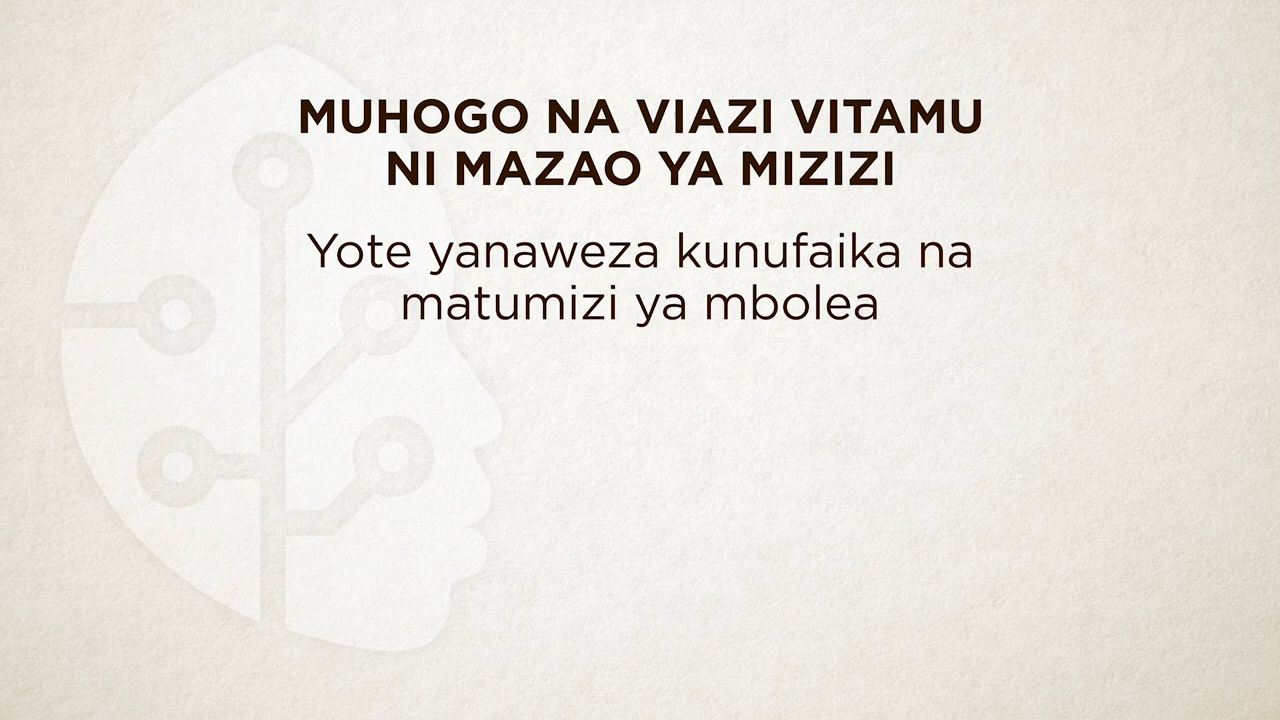 MUHOGO NA VIAZI VITAMU
NI MAZAO YA MIZIZI
Yote yanaweza kunufaika na
matumizi ya mbolea